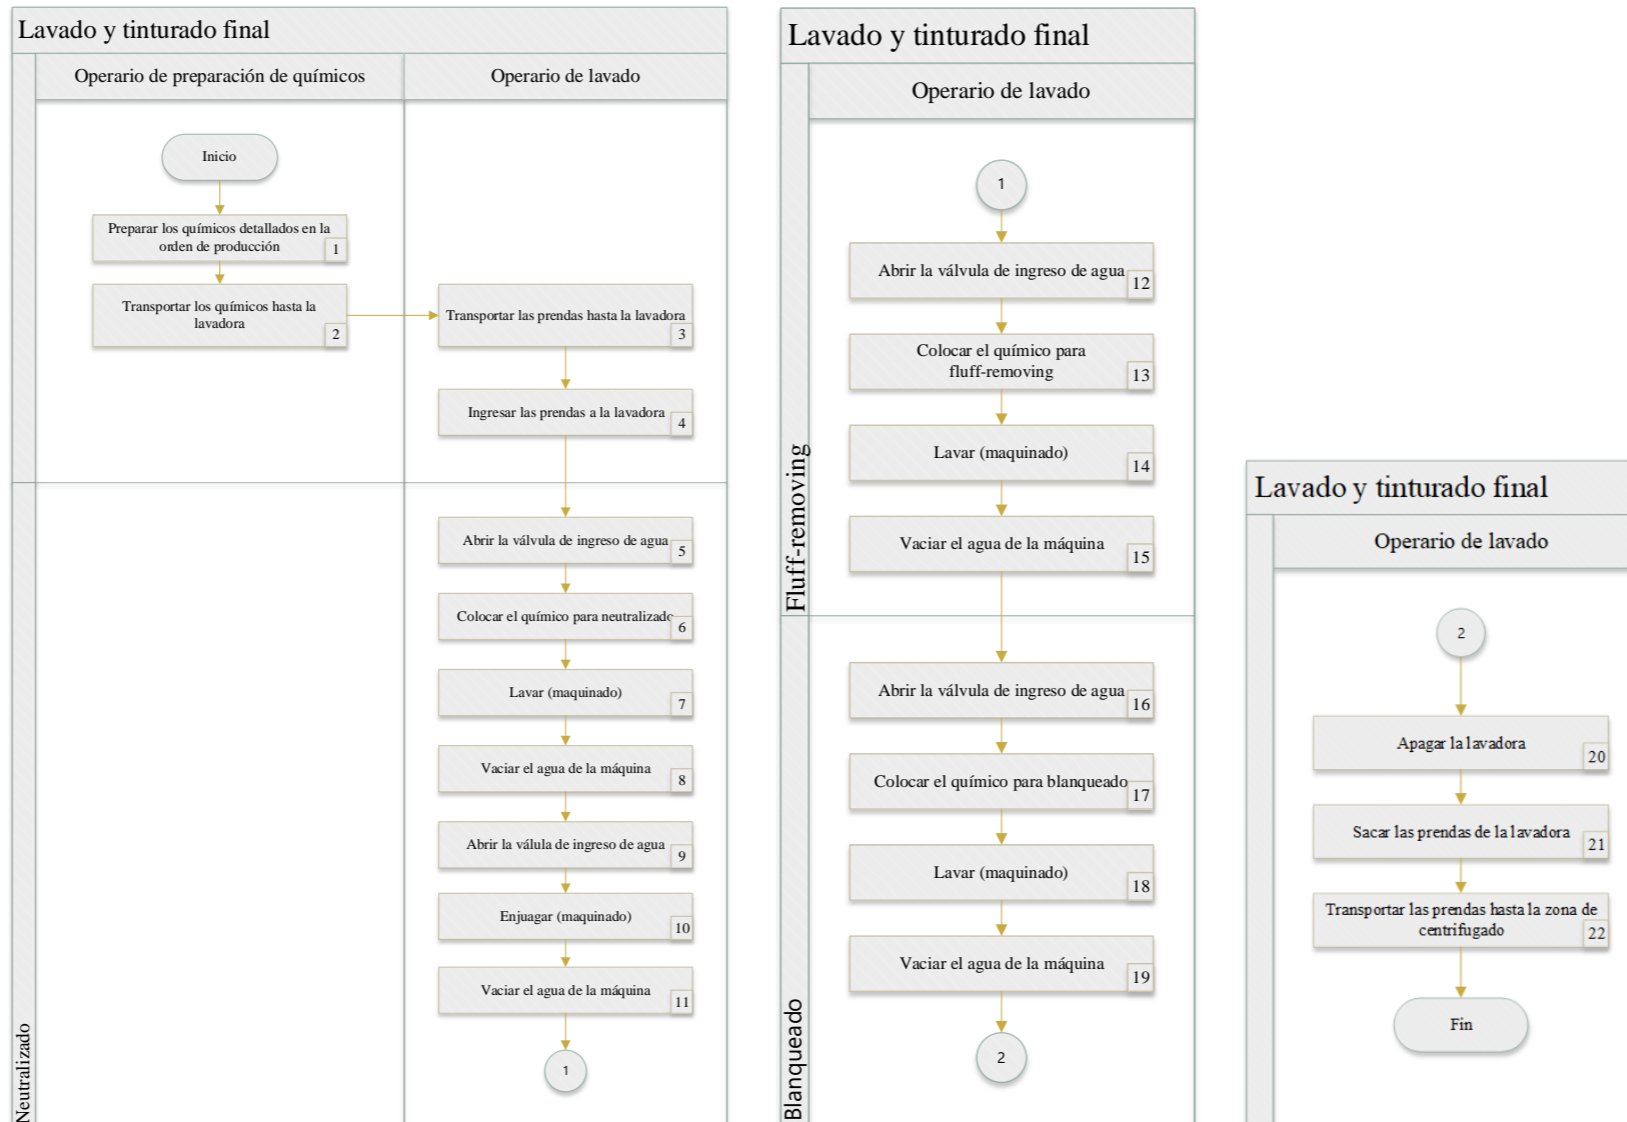 Lavado y tinturado final
Operario de preparación de químicos
Operario de lavado
Inicio
Preparar los químicos detallados en la
orden de producción
1
Transportar los químicos hasta la
lavadora
2
Transportar las prendas hasta la lavadora
3
Ingresar las prendas a la lavadora
4
Neutralizado
Abrir la válvula de ingreso de agua
5
Colocar el químico para neutralizado
6
Lavar (maquinado)
7
Vaciar el agua de la máquina
8
Abrir la válula de ingreso de agua
9
Enjuagar (maquinado)
10
Vaciar el agua de la máquina
11
1
Lavado y tinturado final
Operario de lavado
Fluff-removing
1
Abrir la válvula de ingreso de agua
12
Colocar el químico para
fluff-removing
13
Lavar (maquinado)
14
Vaciar el agua de la máquina
15
Blanqueado
Abrir la válvula de ingreso de agua
16
Colocar el químico para blanqueado
17
Lavar (maquinado)
18
Vaciar el agua de la máquina
19
2
Lavado y tinturado final
Operario de lavado
2
Apagar la lavadora
20
Sacar las prendas de la lavadora
21
Transportar las prendas hasta la zona de
centrifugado
22
Fin